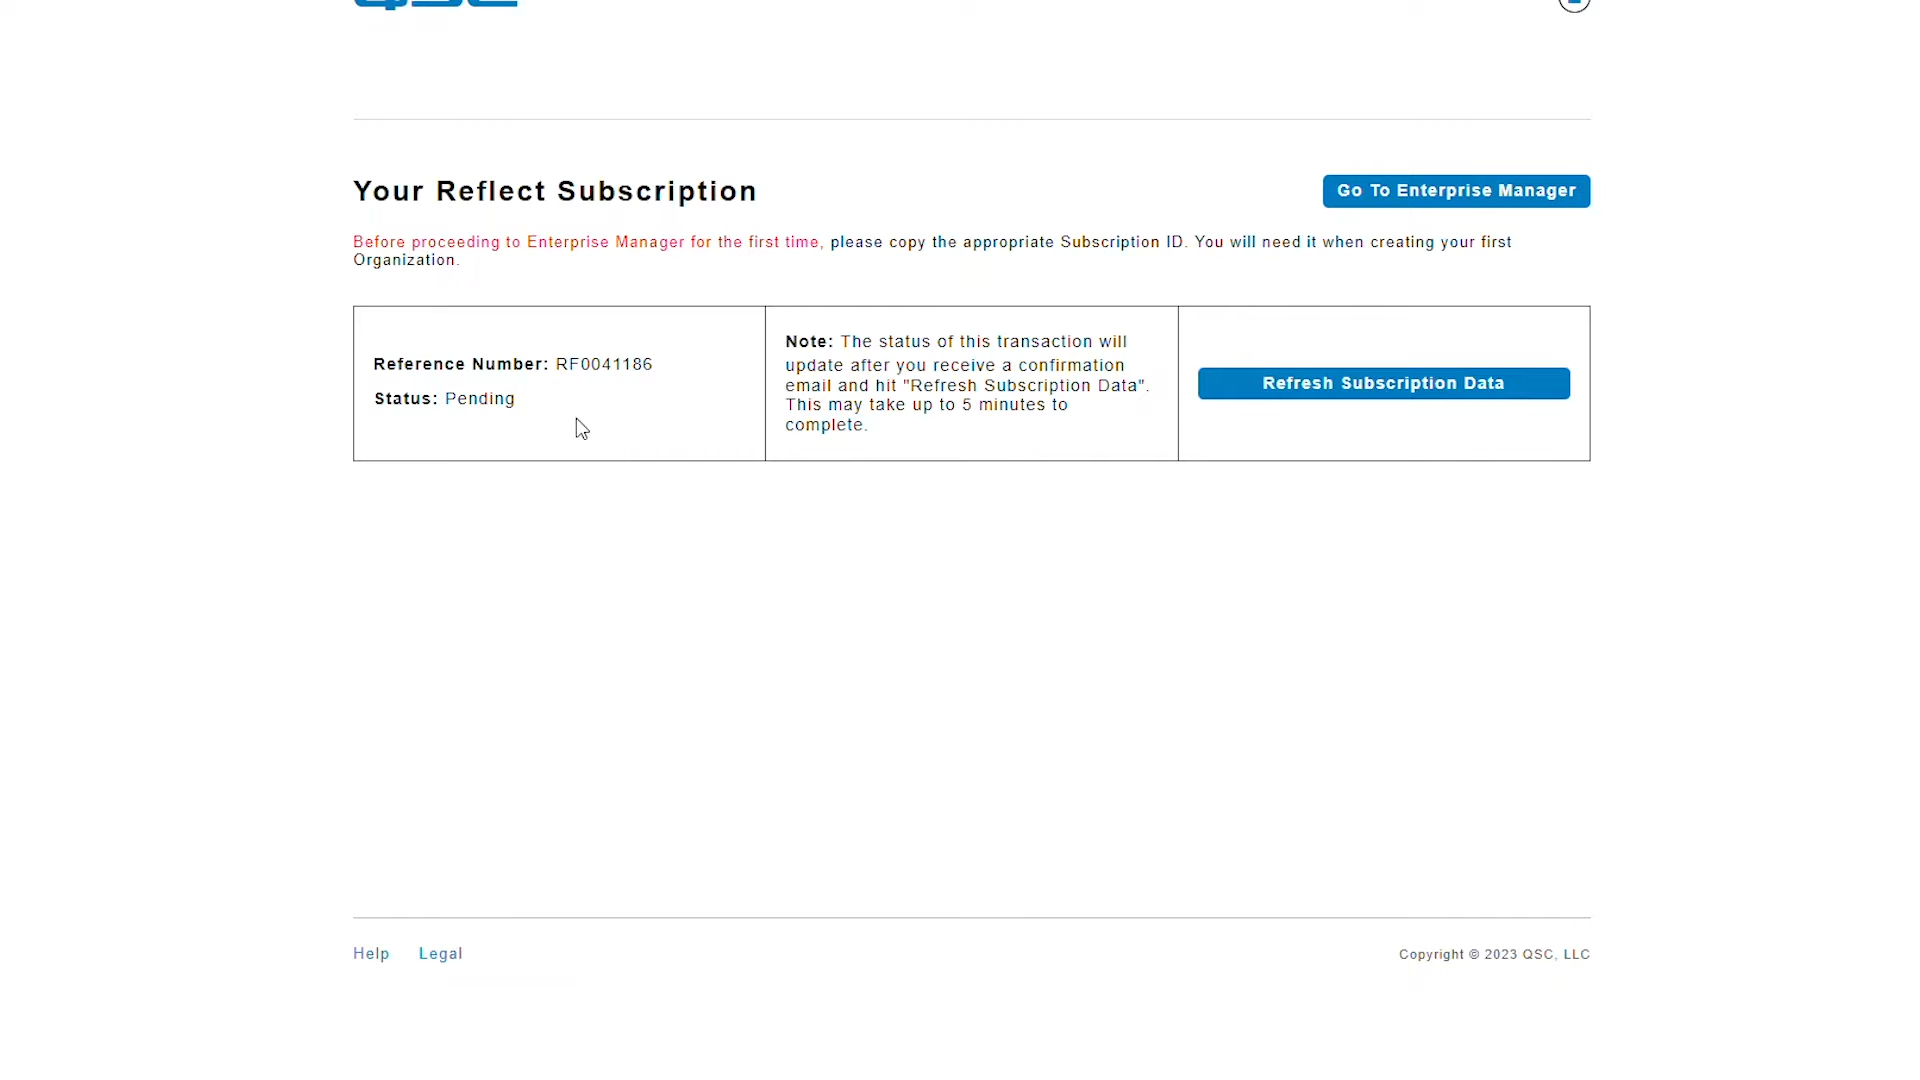 Your Reflect Subscription
Go To Enterprise Manager
Before proceeding to Enterprise Manager for the first time, please copy the appropriate Subscription ID. You will need it when creating your first
Organization.
Reference Number: RF0041186
Status: Pending
Note: The status of this transaction will
update after you receive a confirmation
email and hit "Refresh Subscription Data".
This may take up to 5 minutes to
complete.
Refresh Subscription Data
Help Legal
Copyright © 2023 QSC, LLC